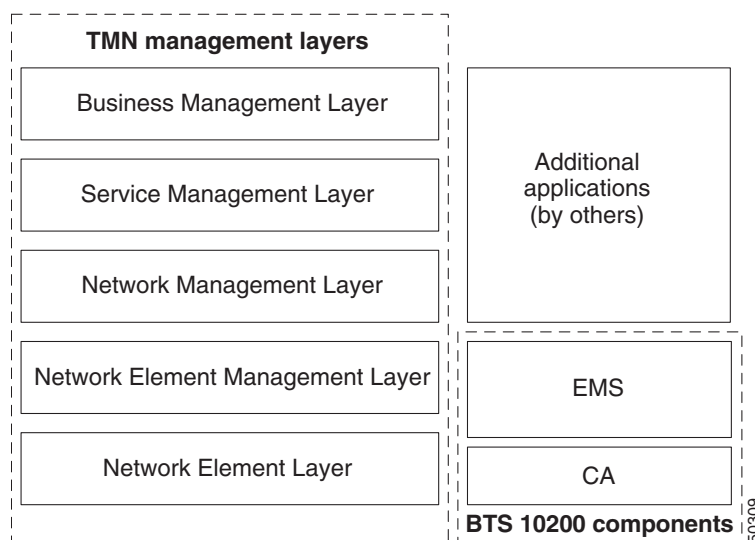 TMN management layers
Business Management Layer
Service Management Layer
Network Management Layer
Network Element Management Layer
Network Element Layer
Additional
applications
(by others)
EMS
CA
BTS 10200 components
50309